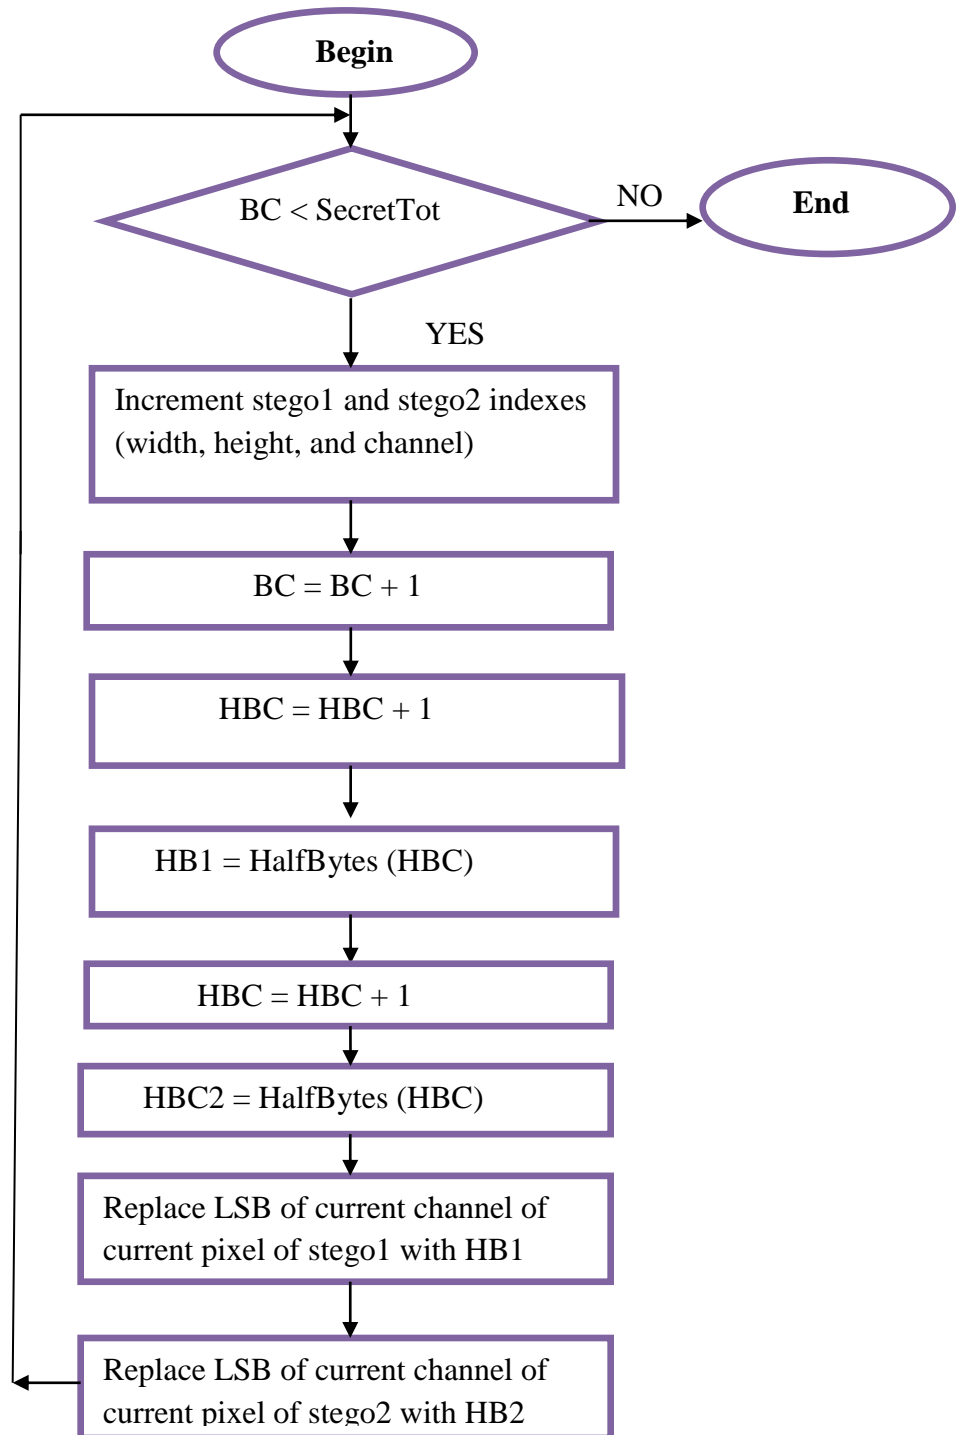 Begin
BC < SecretTot
NO
End
YES
Increment stego1 and stego2 indexes
(width, height, and channel)
BC = BC + 1
HBC = HBC + 1
HB1 = HalfBytes (HBC)
HBC = HBC + 1
HBC2 = HalfBytes (HBC)
Replace LSB of current channel of
current pixel of stego1 with HB1
Replace LSB of current channel of
current pixel of stego2 with HB2